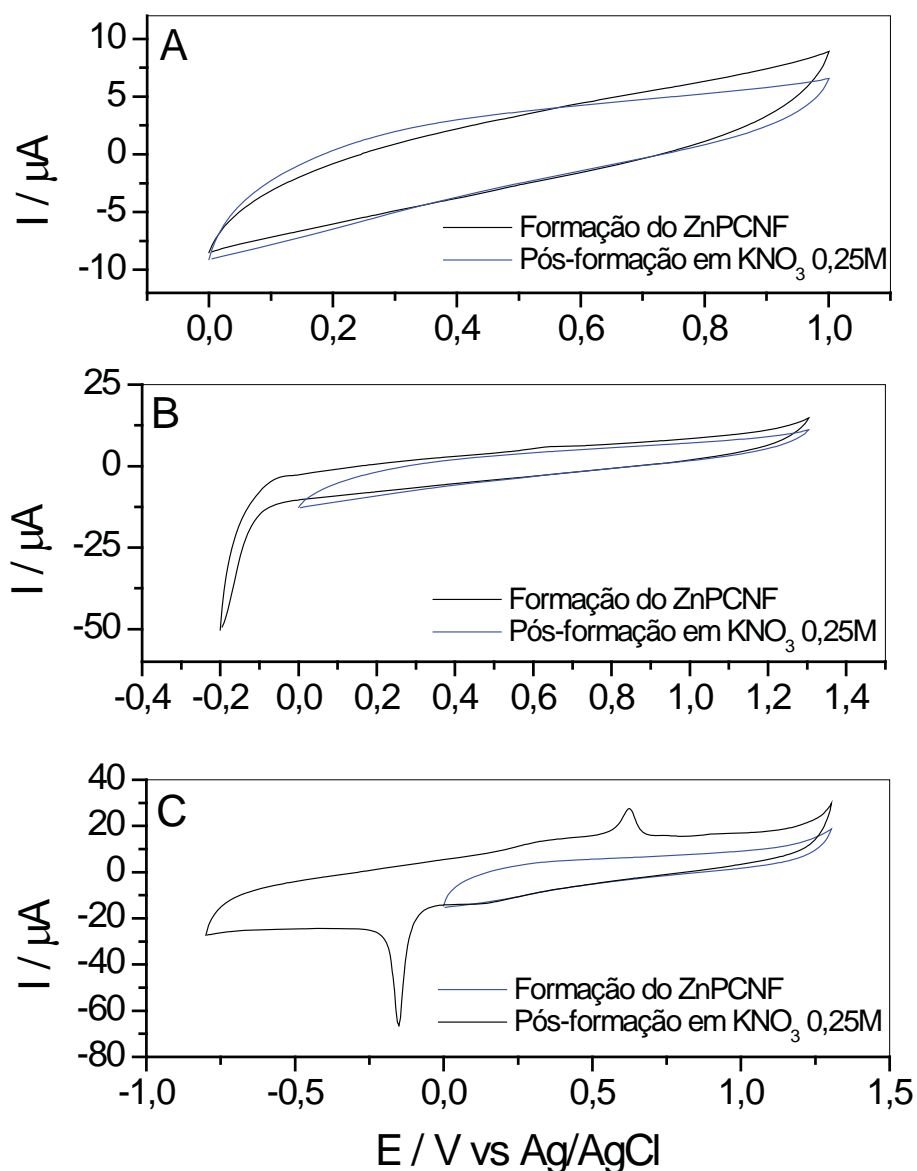 A
10
5
0
-5
-10
I / µA
Formação do ZnPCNF
Pós-formação em KNO3 0,25M
0,0 0,2 0,4 0,6 0,8 1,0
B
25
0
-25
-50
I / µA
Formação do ZnPCNF
Pós-formação em KNO3 0,25M
-0,4 -0,2 0,0 0,2 0,4 0,6 0,8 1,0 1,2 1,4
C
40
20
0
-20
-40
-60
-80
I / µA
Formação do ZnPCNF
Pós-formação em KNO3 0,25M
-1,0 -0,5 0,0 0,5 1,0 1,5
E / V vs Ag/AgCl